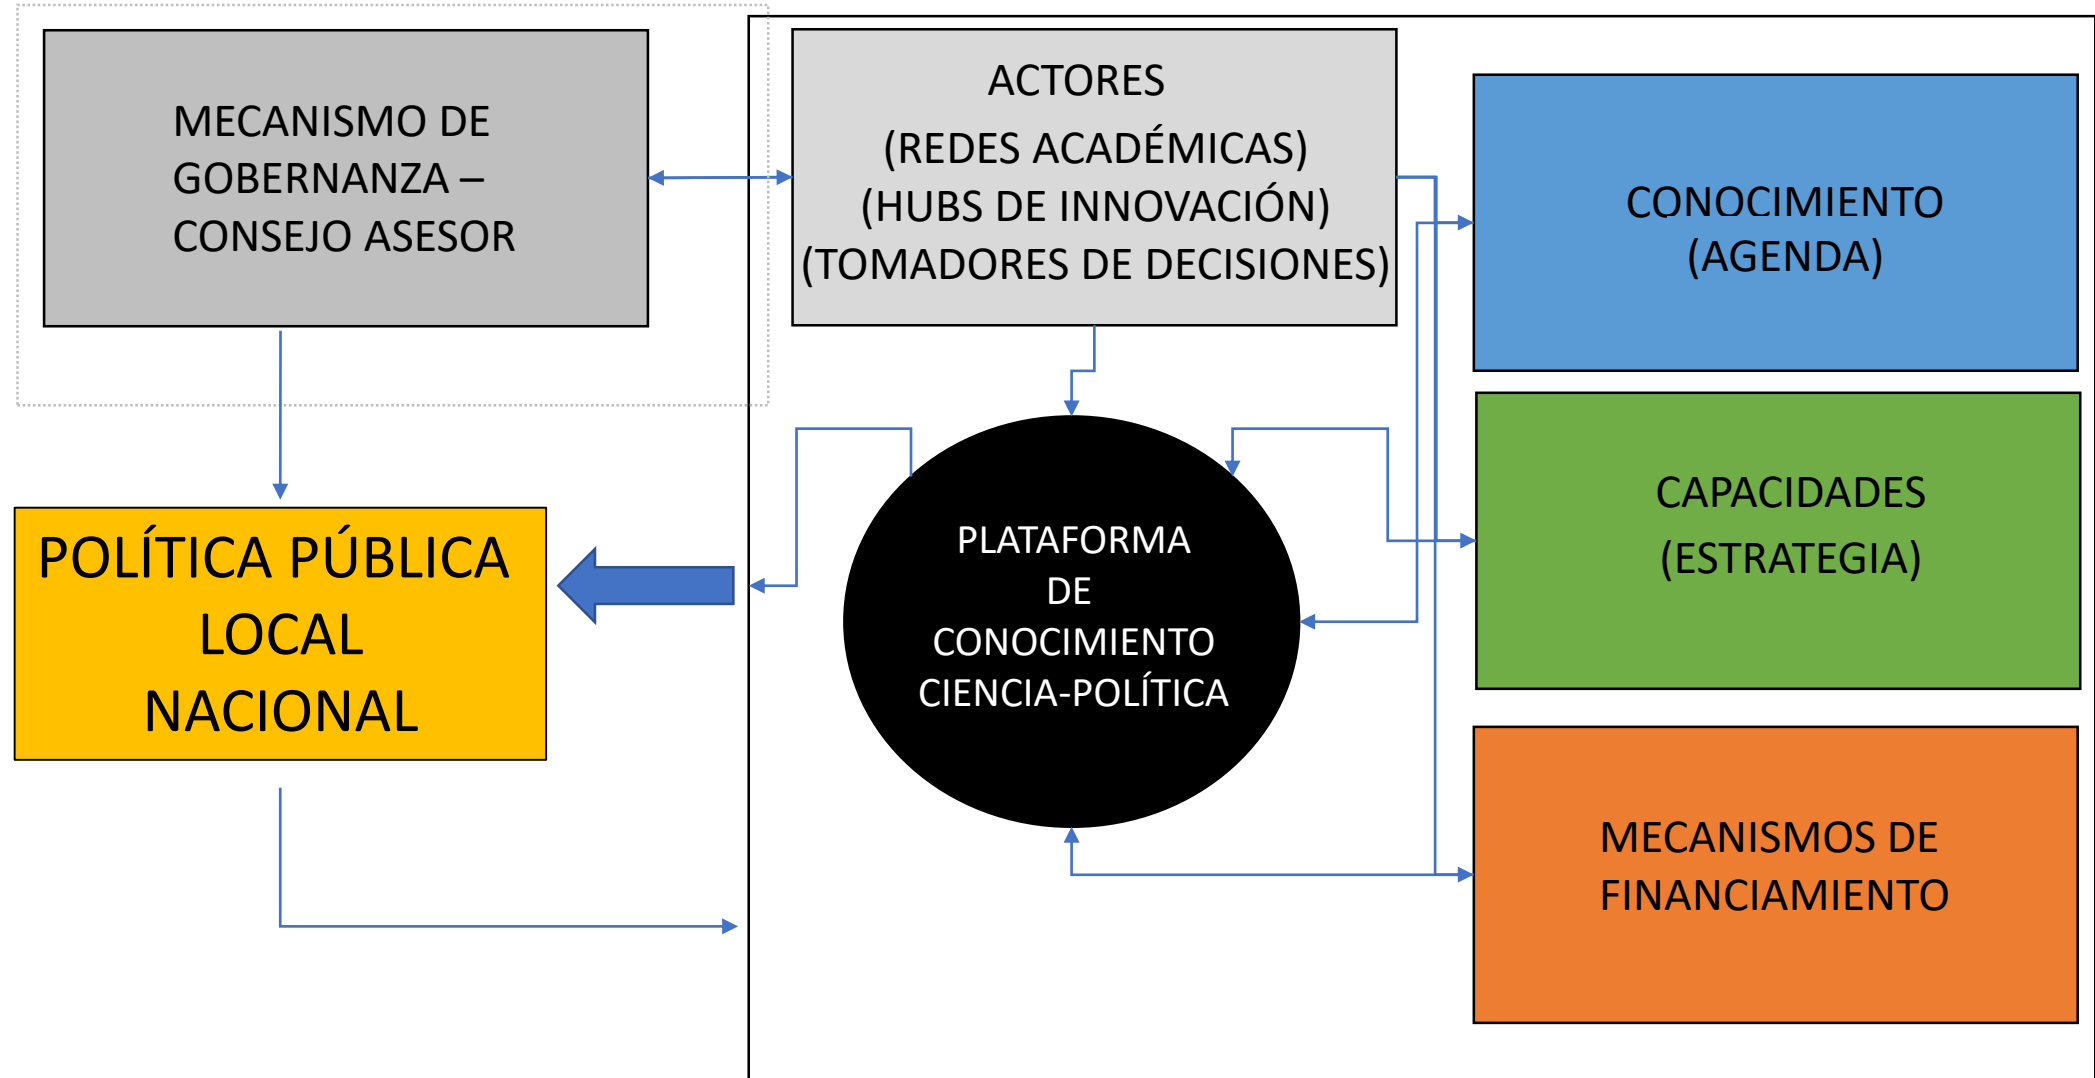 MECANISMO DE
GOBERNANZA –
CONSEJO ASESOR
ACTORES
(REDES ACADÉMICAS)
(HUBS DE INNOVACIÓN)
(TOMADORES DE DECISIONES)
CONOCIMIENTO
(AGENDA)
CAPACIDADES
(ESTRATEGIA)
POLÍTICA PÚBLICA
LOCAL
NACIONAL
PLATAFORMA
DE
CONOCIMIENTO
CIENCIA-POLÍTICA
MECANISMOS DE
FINANCIAMIENTO